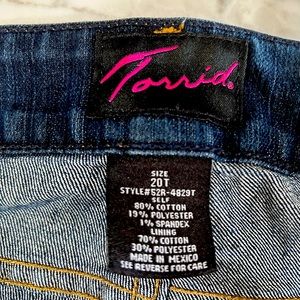 Torrid.
SIZE
20T
STYLE#52R-4829T
SELF
80% COTTON
19% POLYESTER
1% SPANDEX
LINING
70% COTTON
30% POLYESTER
MADE IN MEXICO
SEE REVERSE FOR CARE